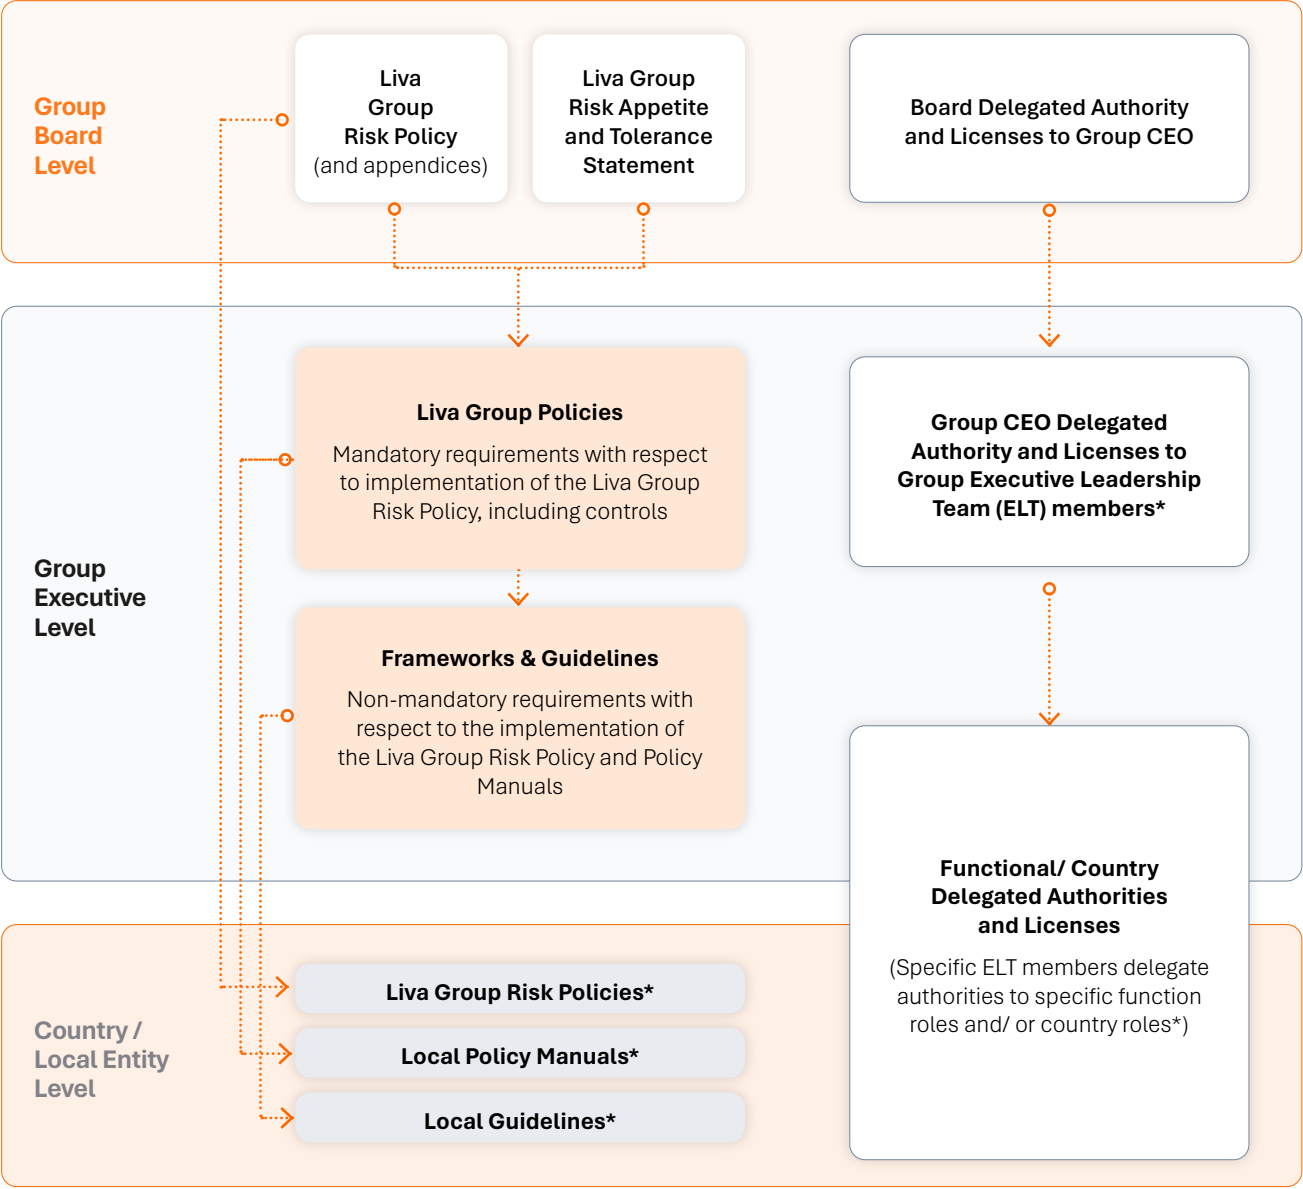 Group
Board
Level
Liva
Group
Risk Policy
(and appendices)
Liva Group
Risk Appetite
and Tolerance
Statement
Board Delegated Authority
and Licenses to Group CEO
Group
Executive
Level
Liva Group Policies
Mandatory requirements with respect
to implementation of the Liva Group
Risk Policy, including controls
Frameworks & Guidelines
Non-mandatory requirements with
respect to the implementation of
the Liva Group Risk Policy and Policy
Manuals
Group CEO Delegated
Authority and Licenses to
Group Executive Leadership
Team (ELT) members*
Functional/ Country
Delegated Authorities
and Licenses
(Specific ELT members delegate
authorities to specific function
roles and/ or country roles*)
Country /
Local Entity
Level
Liva Group Risk Policies*
Local Policy Manuals*
Local Guidelines*